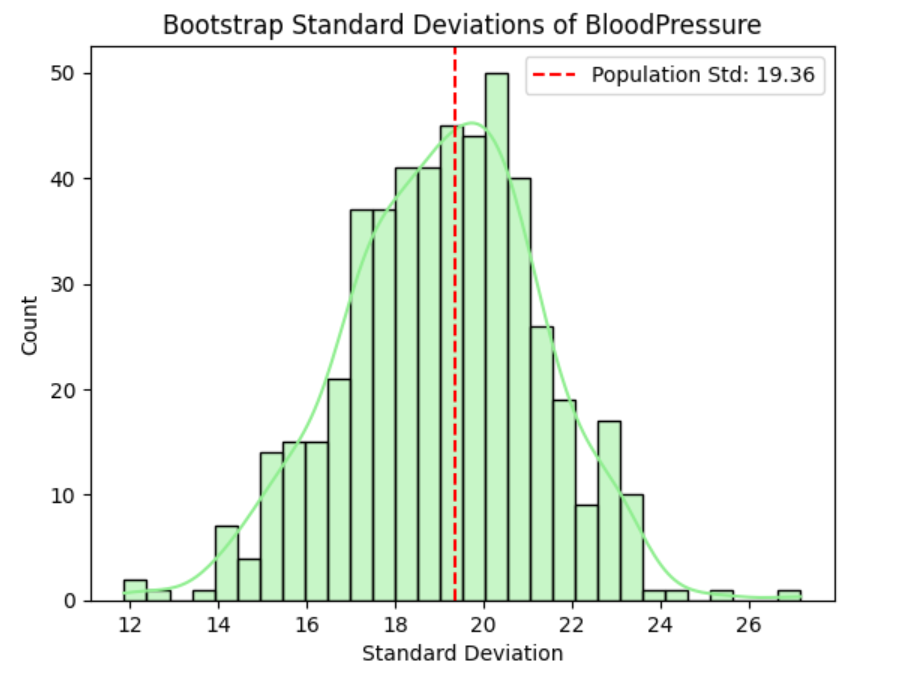 Bootstrap Standard Deviations of BloodPressure
Population Std: 19.36
50
40
30
20
10
0
Count
12 14 16 18 20 22 24 26
Standard Deviation